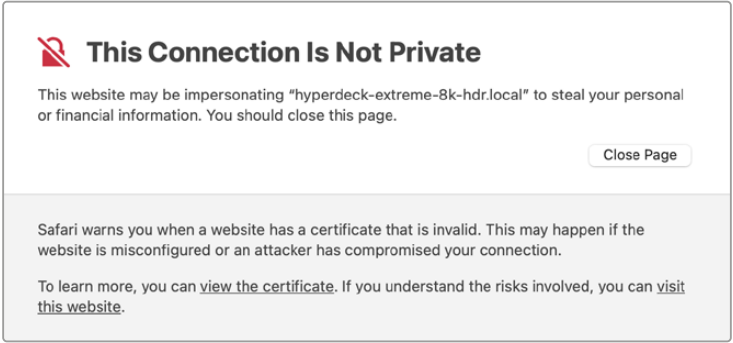 This Connection Is Not Private
This website may be impersonating “hyperdeck-extreme-8k-hdr.local” to steal your personal
or financial information. You should close this page.
Close Page
Safari warns you when a website has a certificate that is invalid. This may happen if the
website is misconfigured or an attacker has compromised your connection.
To learn more, you can view the certificate. If you understand the risks involved, you can visit
this website.